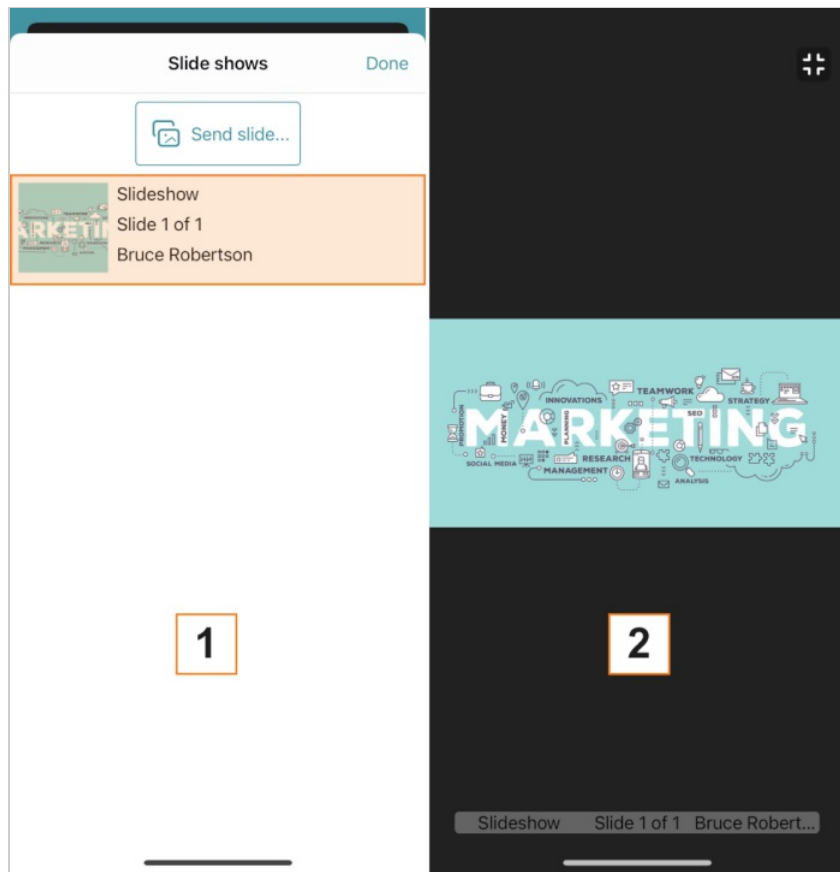 Slide shows
Done
Send slide...
Slideshow
Slide 1 of 1
Bruce Robertson
1
TEAMWORK
INNOVATIONS
STRATEGY
SEO
PROMOTION
MONEY
PLANNING
MARKETING
RESEARCH
TECHNOLOGY
SOCIAL MEDIA
MANAGEMENT
ANALYSIS
2
Slideshow Slide 1 of 1 Bruce Robert...